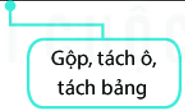 Gộp, tách ô,
tách bảng